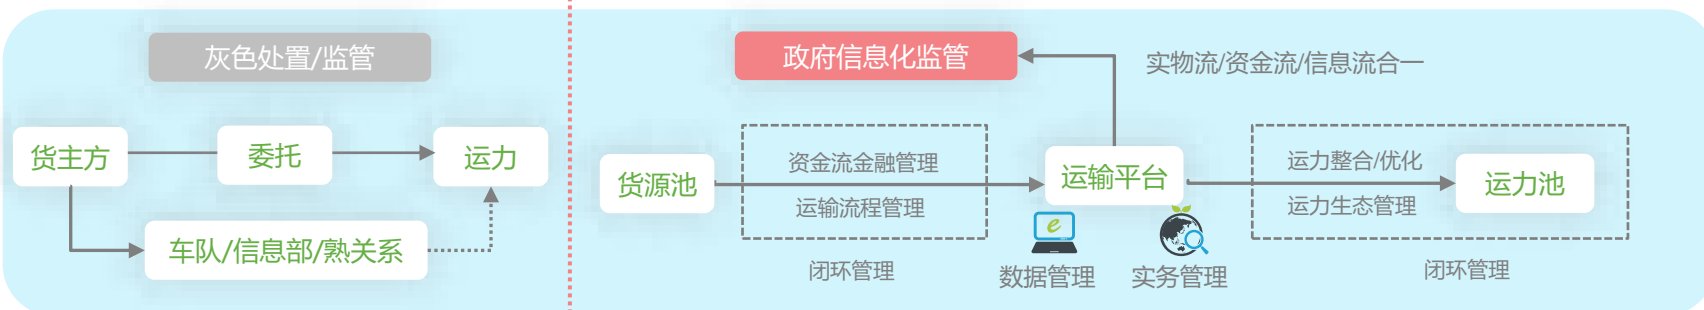 灰色处置/监管
货主方
委托
运力
车队/信息部/熟关系
政府信息化监管
实物流/资金流/信息流合一
货源池
资金流金融管理
运输流程管理
闭环管理
运输平台
e
数据管理
实务管理
运力整合/优化
运力生态管理
运力池
闭环管理